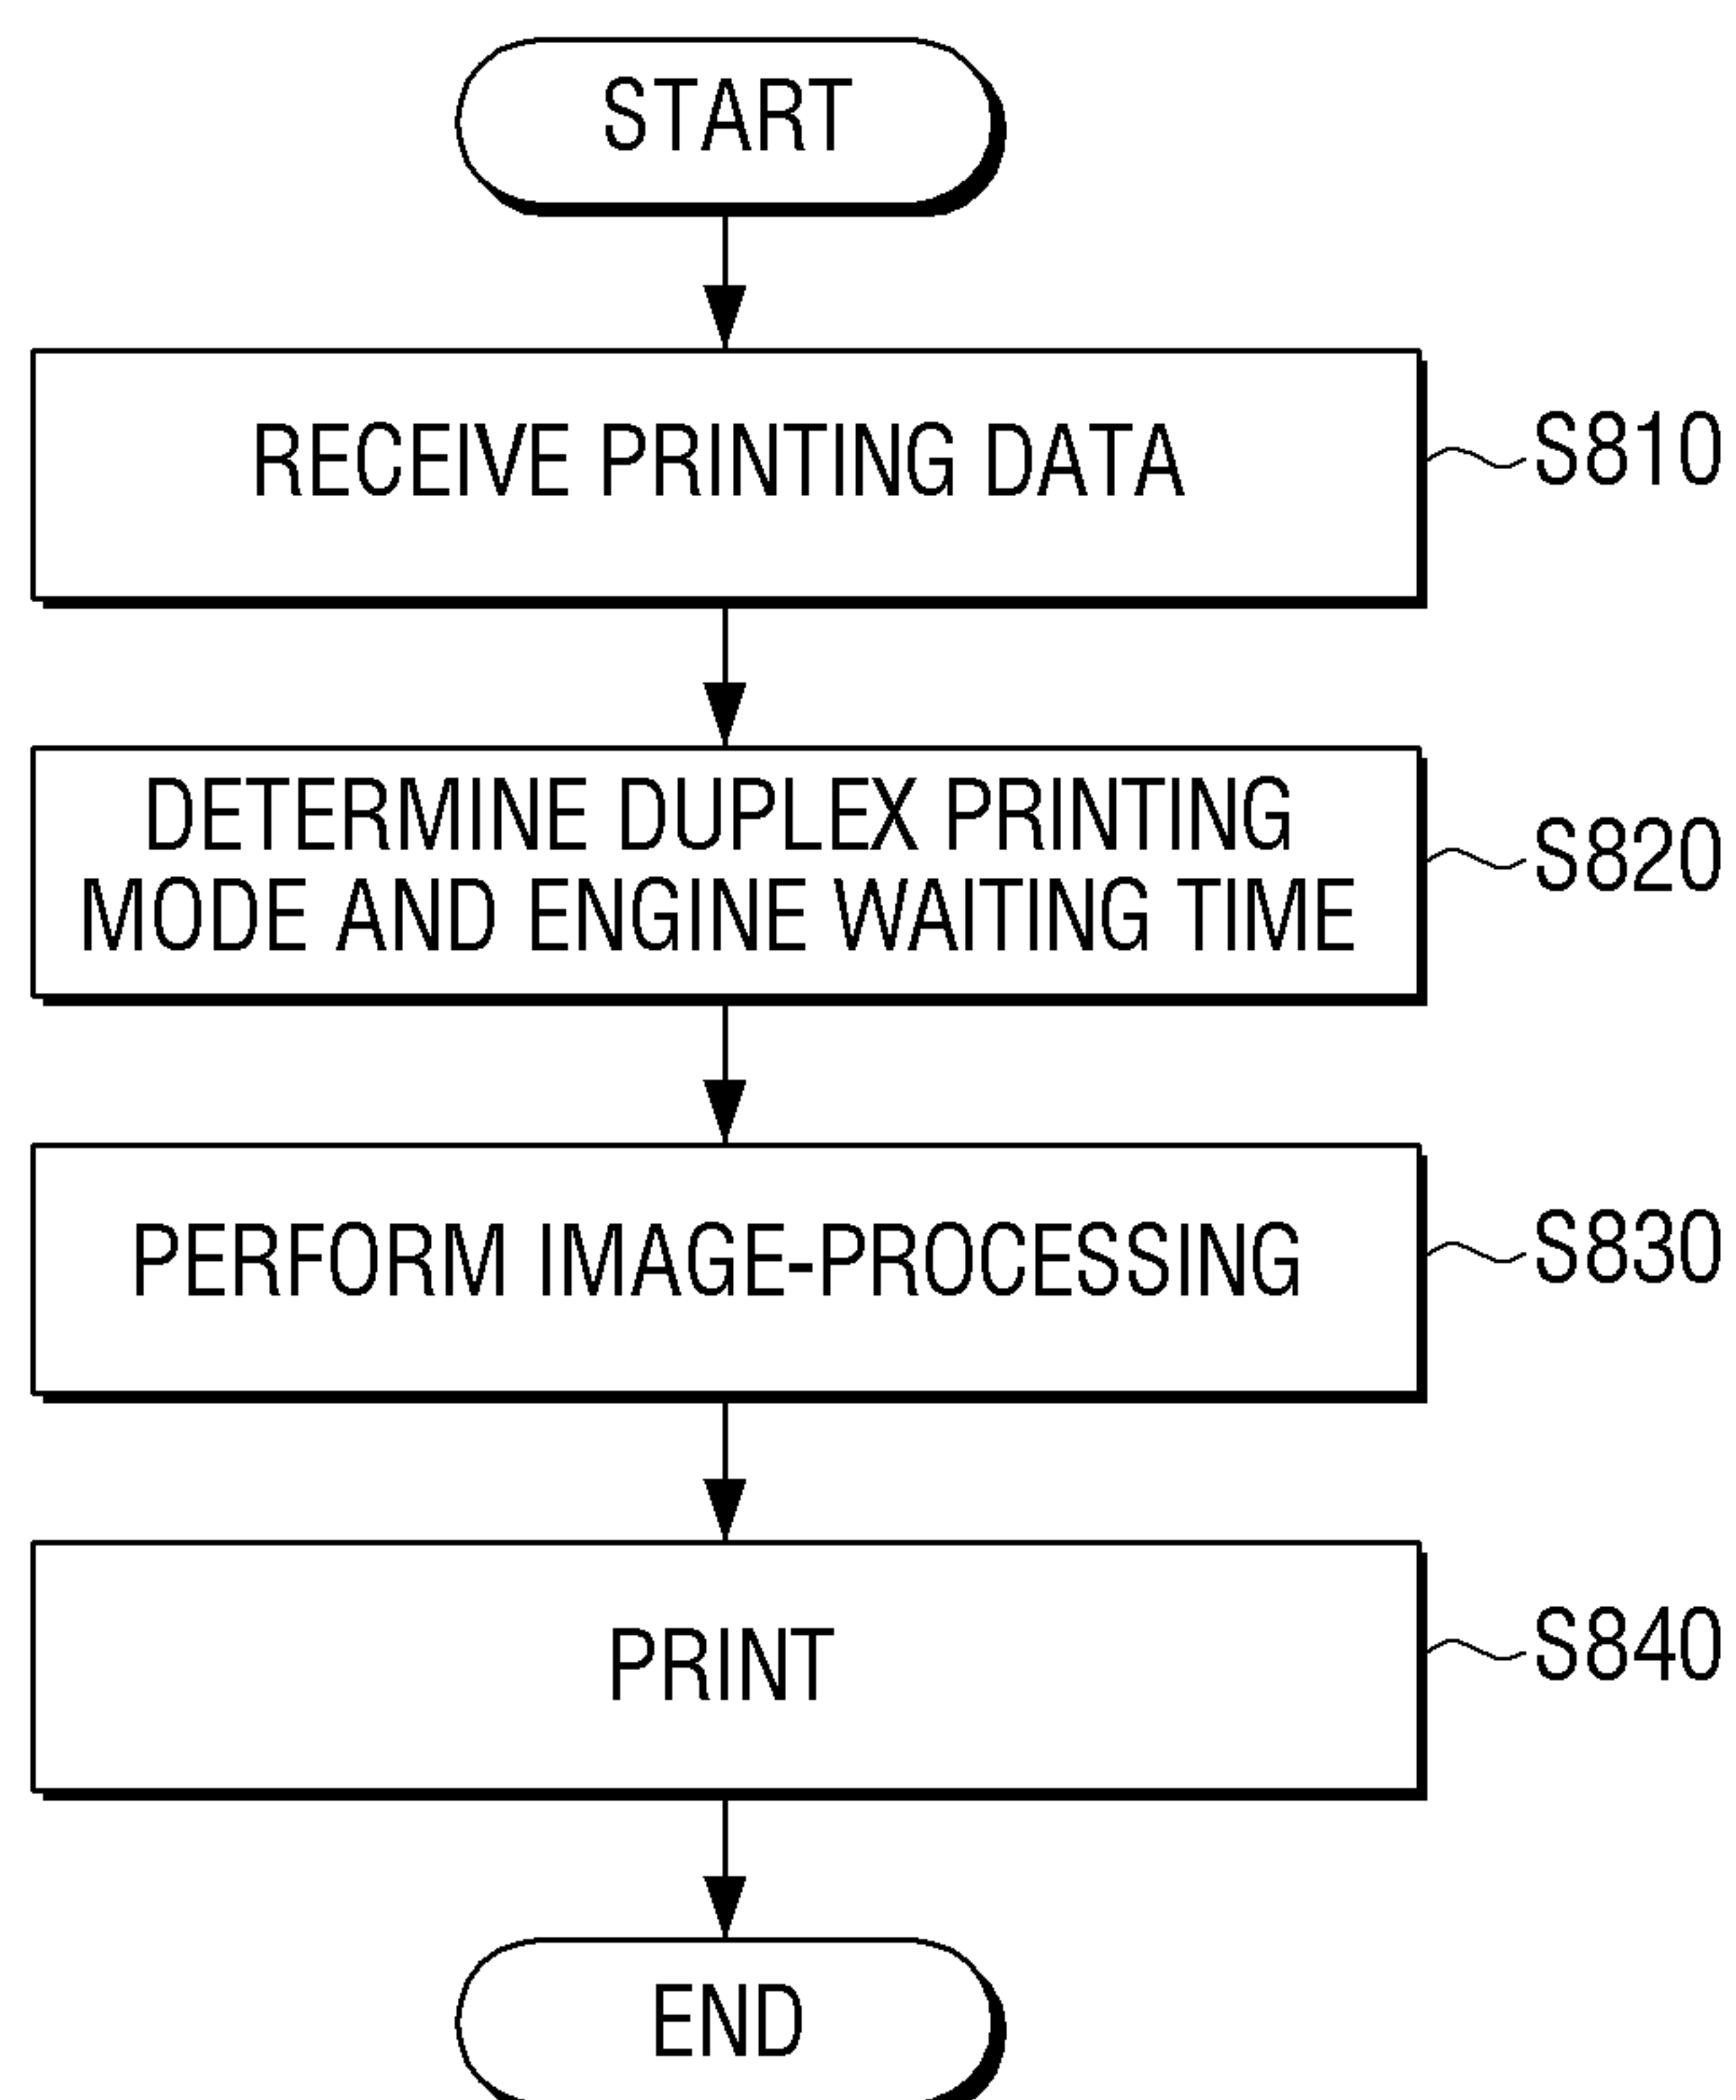 START
RECEIVE PRINTING DATA
S810
DETERMINE DUPLEX PRINTING
MODE AND ENGINE WAITING TIME
S820
PERFORM IMAGE-PROCESSING
S830
PRINT
S840
END